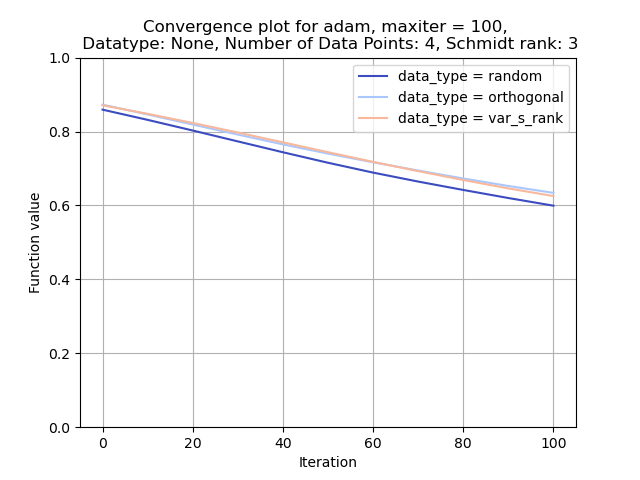 Convergence plot for adam, maxiter = 100,
Datatype: None, Number of Data Points: 4, Schmidt rank: 3
data_type = random
data_type = orthogonal
data_type = var_s_rank
Function value
1.0
0.8
0.6
0.4
0.2
0.0
0 20 40 60 80 100
Iteration